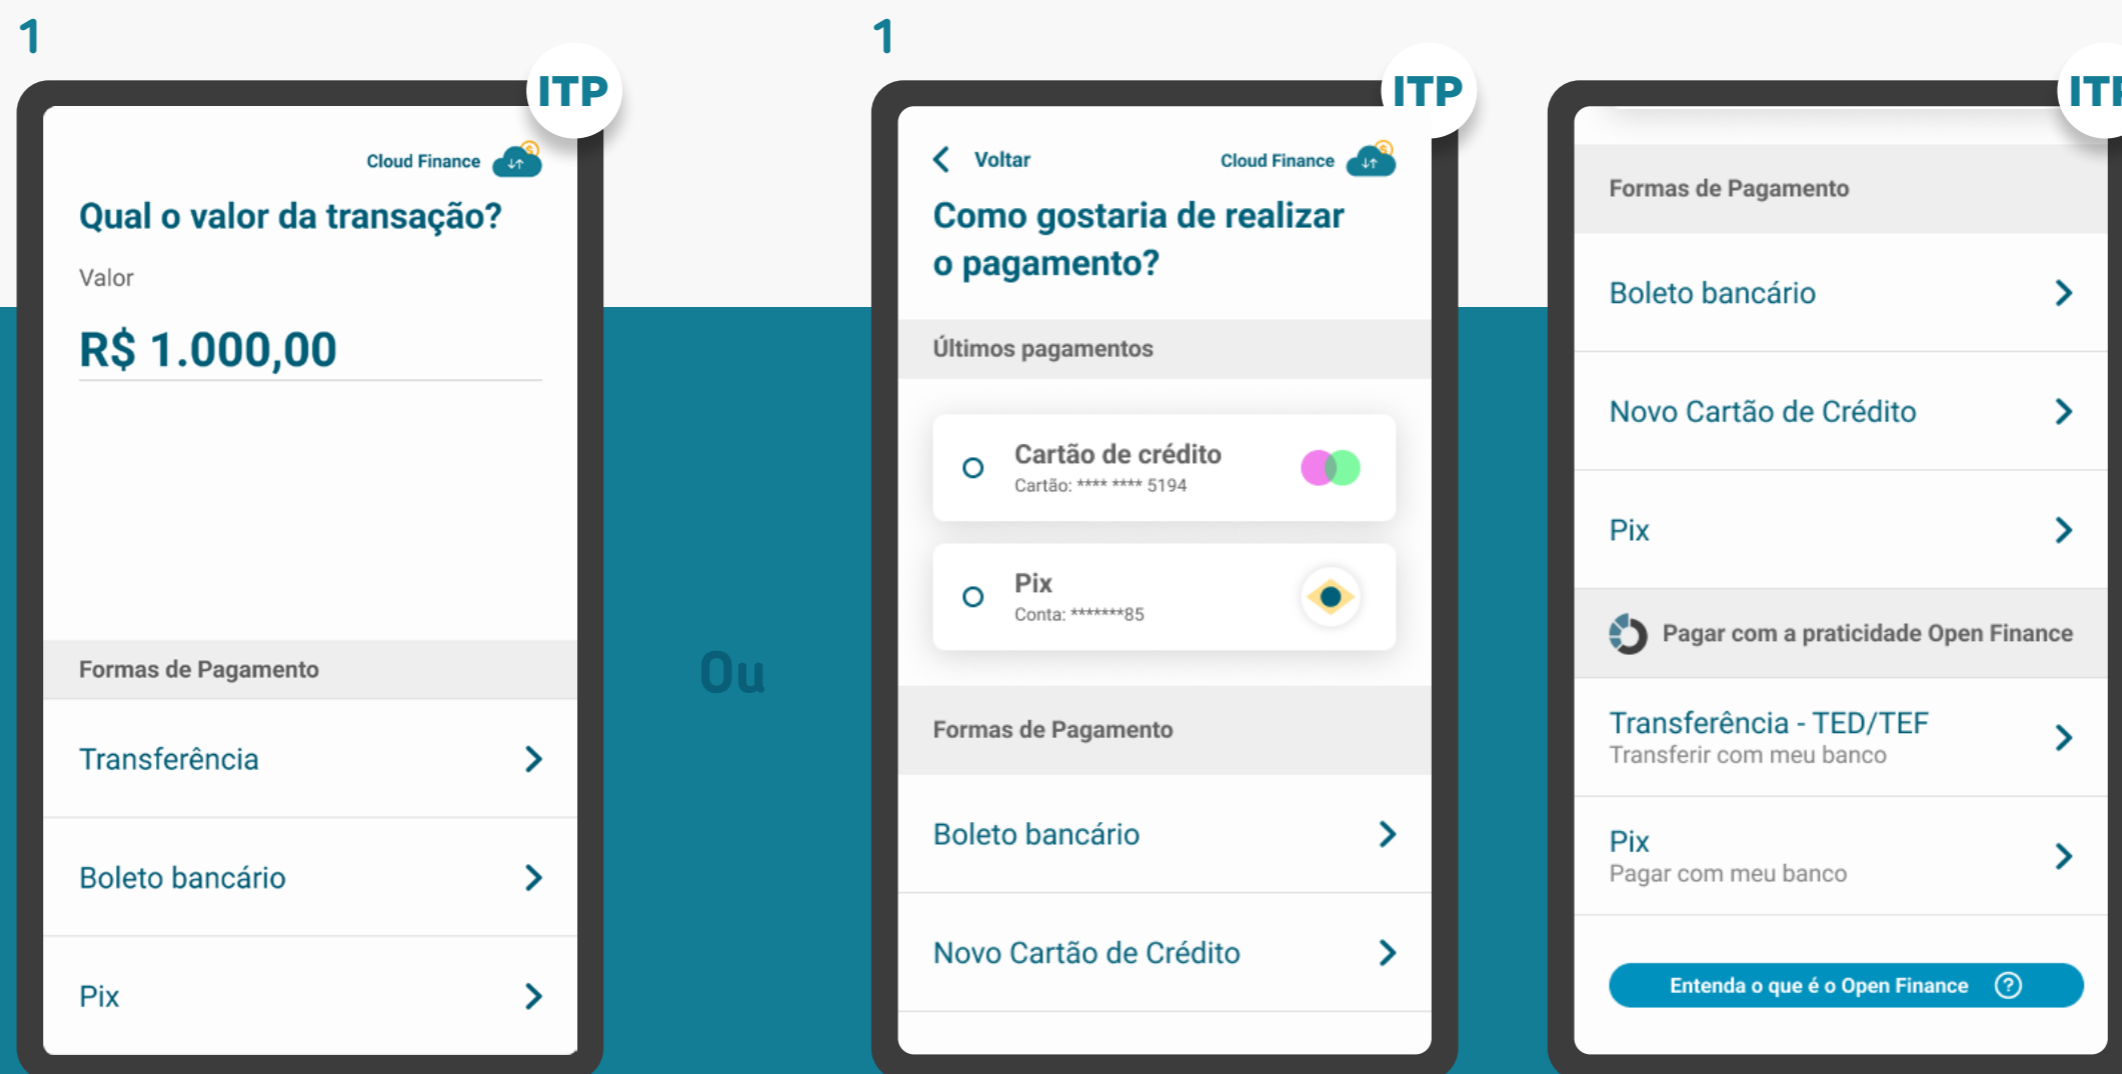 1
ITP
Cloud Finance
Qual o valor da transação?
Valor
R$ 1.000,00
Formas de Pagamento
Transferência
Boleto bancário
Pix
Ou
1
ITP
Voltar
Cloud Finance
Como gostaria de realizar
o pagamento?
Últimos pagamentos
Cartão de crédito
Cartão: **** **** 5194
Pix
Conta: *******85
Formas de Pagamento
Boleto bancário
Novo Cartão de Crédito
ITP
Formas de Pagamento
Boleto bancário
Novo Cartão de Crédito
Pix
Pagar com a praticidade Open Finance
Transferência - TED/TEF
Transferir com meu banco
Pix
Pagar com meu banco
Entenda o que é o Open Finance ?